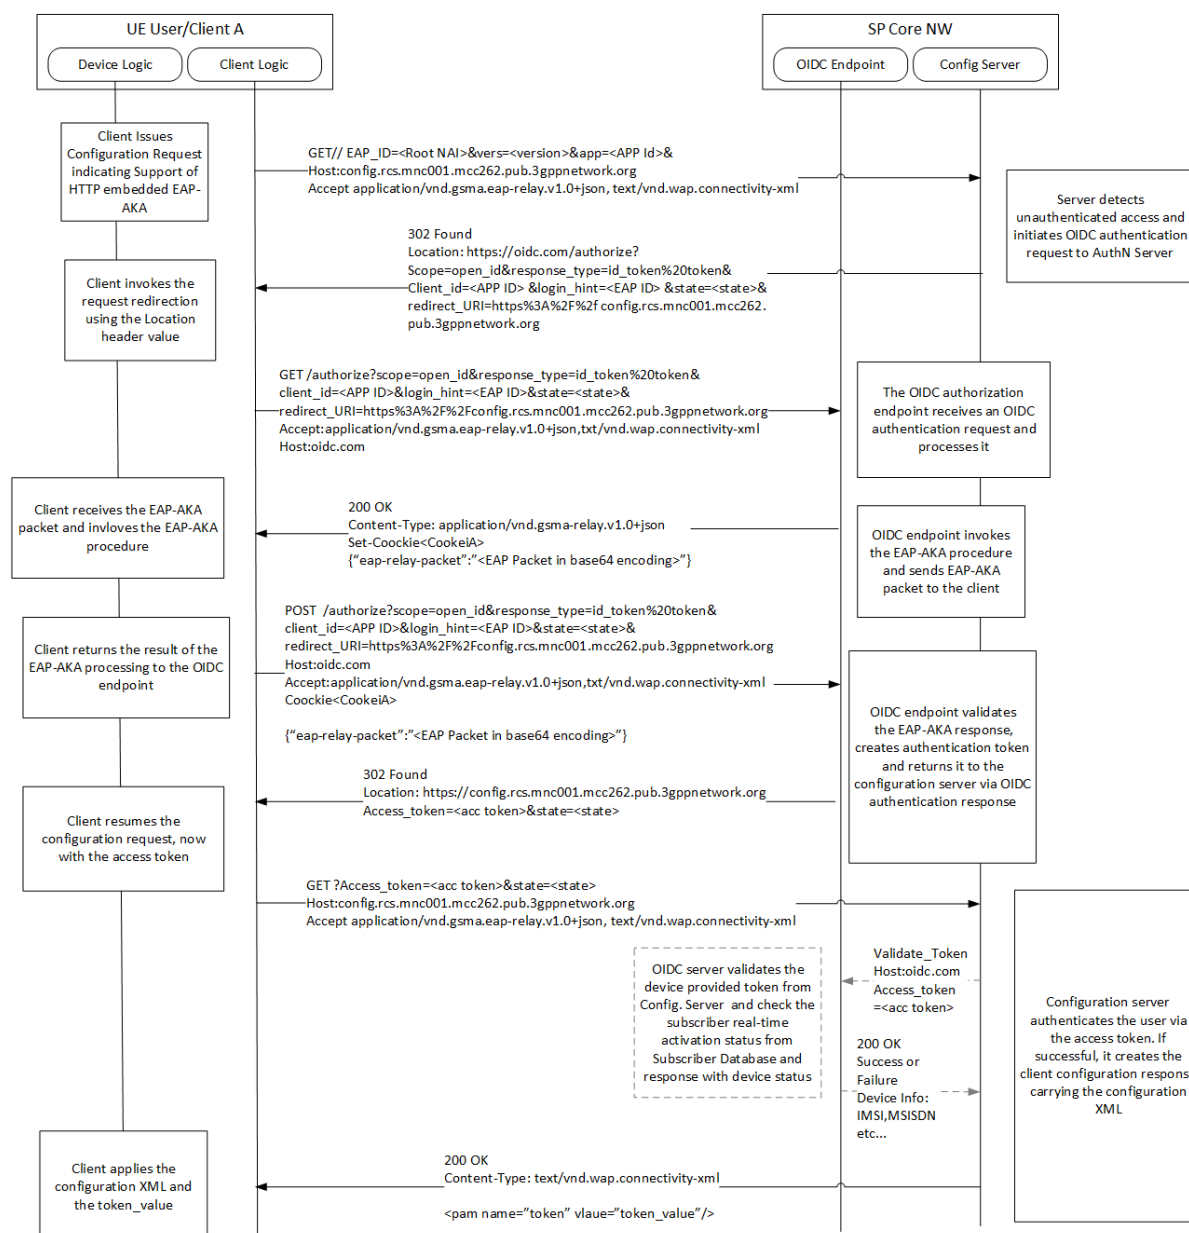 UE User/Client A
SP Core NW
Device Logic
Client Logic
OIDC Endpoint
Config Server
Client Issues
Configuration Request
indicating Support of
HTTP embedded EAP-
AKA
GET// EAP_ID=<Root NAI>&vers=<version>&app=<APP Id>&
Host:config.rcs.mnc001.mcc262.pub.3gppnetwork.org
Accept application/vnd.gsma.eap-relay.v1.0+json, text/vnd.wap.connectivity-xml
Server detects
unauthenticated access and
initiates OIDC authentication
request to AuthN Server
302 Found
Location: https://oidc.com/authorize?
Scope=open_id&response_type=id_token%20token&
Client_id=<APP ID> &login_hint=<EAP ID> &state=<state>&
redirect_URI=https%3A%2F%2f config.rcs.mnc001.mcc262.
pub.3gppnetwork.org
Client invokes the
request redirection
using the Location
header value
GET /authorize?scope=open_id&response_type=id_token%20token&
client_id=<APP ID>&login_hint=<EAP ID>&state=<state>&
redirect_URI=https%3A%2F%2Fconfig.rcs.mnc001.mcc262.pub.3gppnetwork.org
Accept:application/vnd.gsma.eap-relay.v1.0+json,txt/vnd.wap.connectivity-xml
Host:oidc.com
The OIDC authorization
endpoint receives an OIDC
authentication request and
processes it
Client receives the EAP-AKA
packet and invloves the EAP-AKA
procedure
200 OK
Content-Type: application/vnd.gsma-relay.v1.0+json
Set-Coockie<CookeiA>
{“eap-relay-packet”:”<EAP Packet in base64 encoding>”}
OIDC endpoint invokes
the EAP-AKA procedure
and sends EAP-AKA
packet to the client
Client returns the result of the
EAP-AKA processing to the OIDC
endpoint
POST /authorize?scope=open_id&response_type=id_token%20token&
client_id=<APP ID>&login_hint=<EAP ID>&state=<state>&
redirect_URI=https%3A%2F%2Fconfig.rcs.mnc001.mcc262.pub.3gppnetwork.org
Host:oidc.com
Accept:application/vnd.gsma.eap-relay.v1.0+json,txt/vnd.wap.connectivity-xml
Coockie<CookeiA>
{“eap-relay-packet”:”<EAP Packet in base64 encoding>”}
OIDC endpoint validates
the EAP-AKA response,
creates authentication token
and returns it to the
configuration server via OIDC
authentication response
302 Found
Location: https://config.rcs.mnc001.mcc262.pub.3gppnetwork.org
Access_token=<acc token>&state=<state>
Client resumes the
configuration request, now
with the access token
GET ?Access_token=<acc token>&state=<state>
Host:config.rcs.mnc001.mcc262.pub.3gppnetwork.org
Accept application/vnd.gsma.eap-relay.v1.0+json, text/vnd.wap.connectivity-xml
OIDC server validates the
device provided token from
Config. Server and check the
subscriber real-time
activation status from
Subscriber Database and
response with device status
Validate_Token
Host:oidc.com
Access_token
=<acc token>
200 OK
Success or
Failure
Device Info:
IMSI,MSISDN
etc...
Configuration server
authenticates the user via
the access token. If
successful, it creates the
client configuration respons
carrying the configuration
XML
Client applies the
configuration XML and
the token_value
200 OK
Content-Type: text/vnd.wap.connectivity-xml
<pam name=”token” vlaue=”token_value”/>